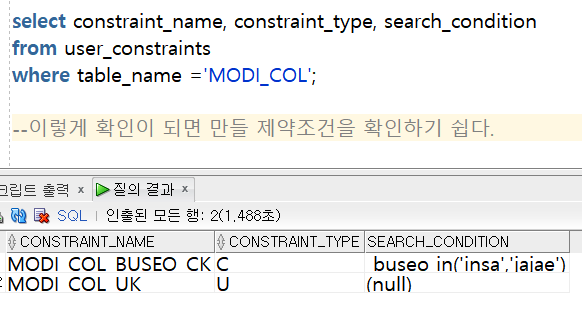 select constraint_name, constraint_type, search_condition
from user_constraints
where table_name ='MODI_COL';
--이렇게 확인이 되면 만들 제약조건을 확인하기 쉽다.
크립트 출력 × 질의 결과 ×
SQL | 인출된 모든 행: 2(1,488초)
CONSTRAINT_NAME CONSTRAINT_TYPE SEARCH_CONDITION
MODI_COL_BUSEO_CK C buseo in('insa','jajae')
MODI_COL_UK U (null)